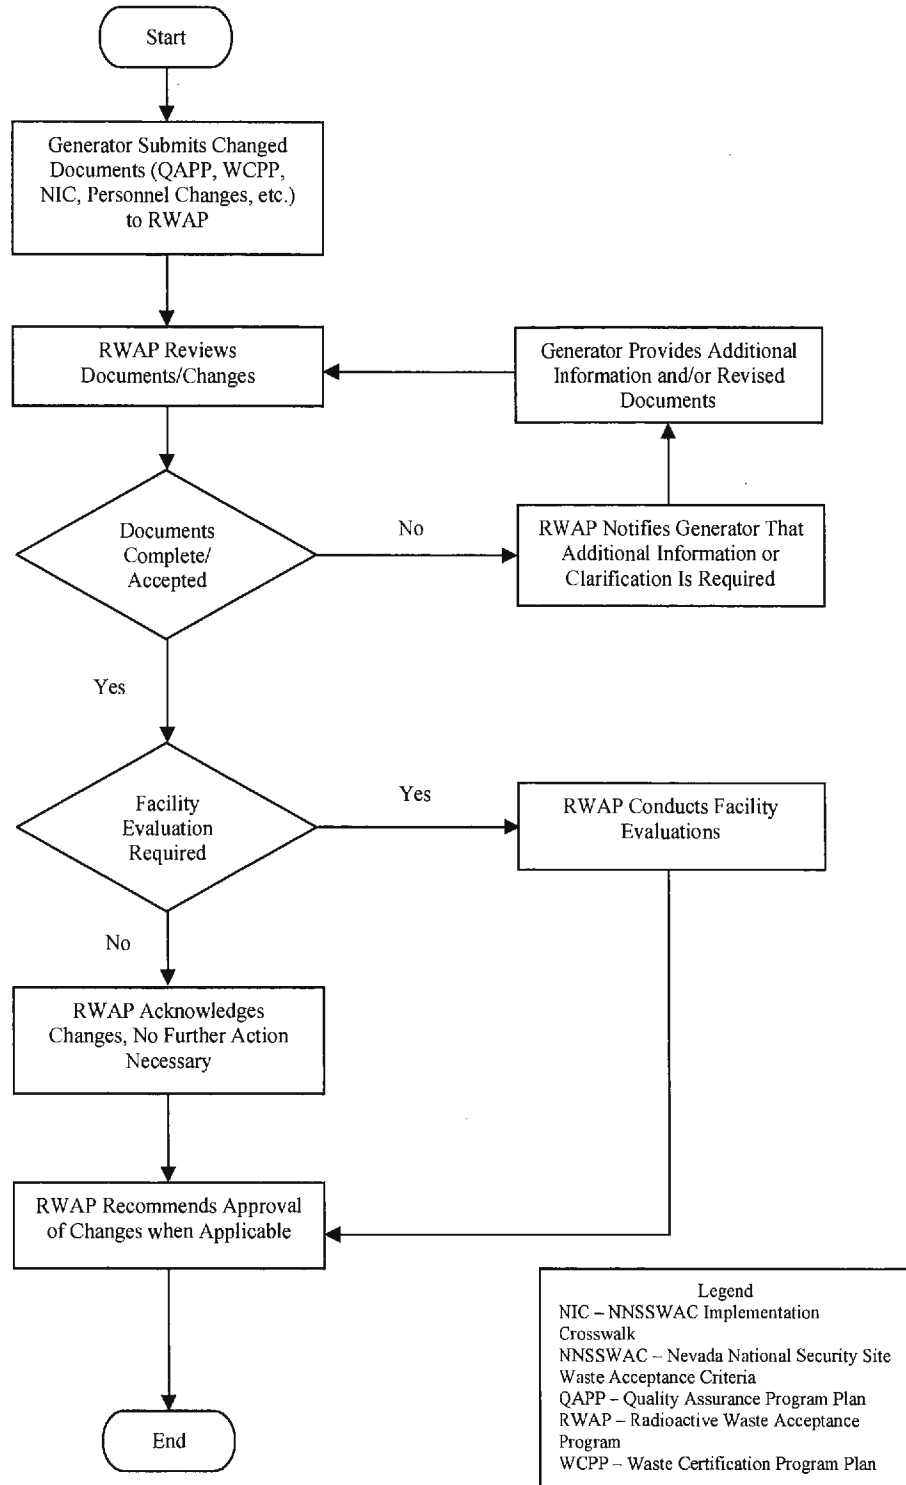 Start
Generator Submits Changed
Documents (QAPP, WCPP,
NIC, Personnel Changes, etc.)
to RWAP
RWAP Reviews
Documents/Changes
Generator Provides Additional
Information and/or Revised
Documents
Documents
Complete/
Accepted
No
RWAP Notifies Generator That
Additional Information or
Clarification Is Required
Yes
Facility
Evaluation
Required
Yes
RWAP Conducts Facility
Evaluations
No
RWAP Acknowledges
Changes, No Further Action
Necessary
RWAP Recommends Approval
of Changes when Applicable
End
Legend
NIC – NNSSWAC Implementation
Crosswalk
NNSSWAC – Nevada National Security Site
Waste Acceptance Criteria
QAPP – Quality Assurance Program Plan
RWAP – Radioactive Waste Acceptance
Program
WCPP – Waste Certification Program Plan